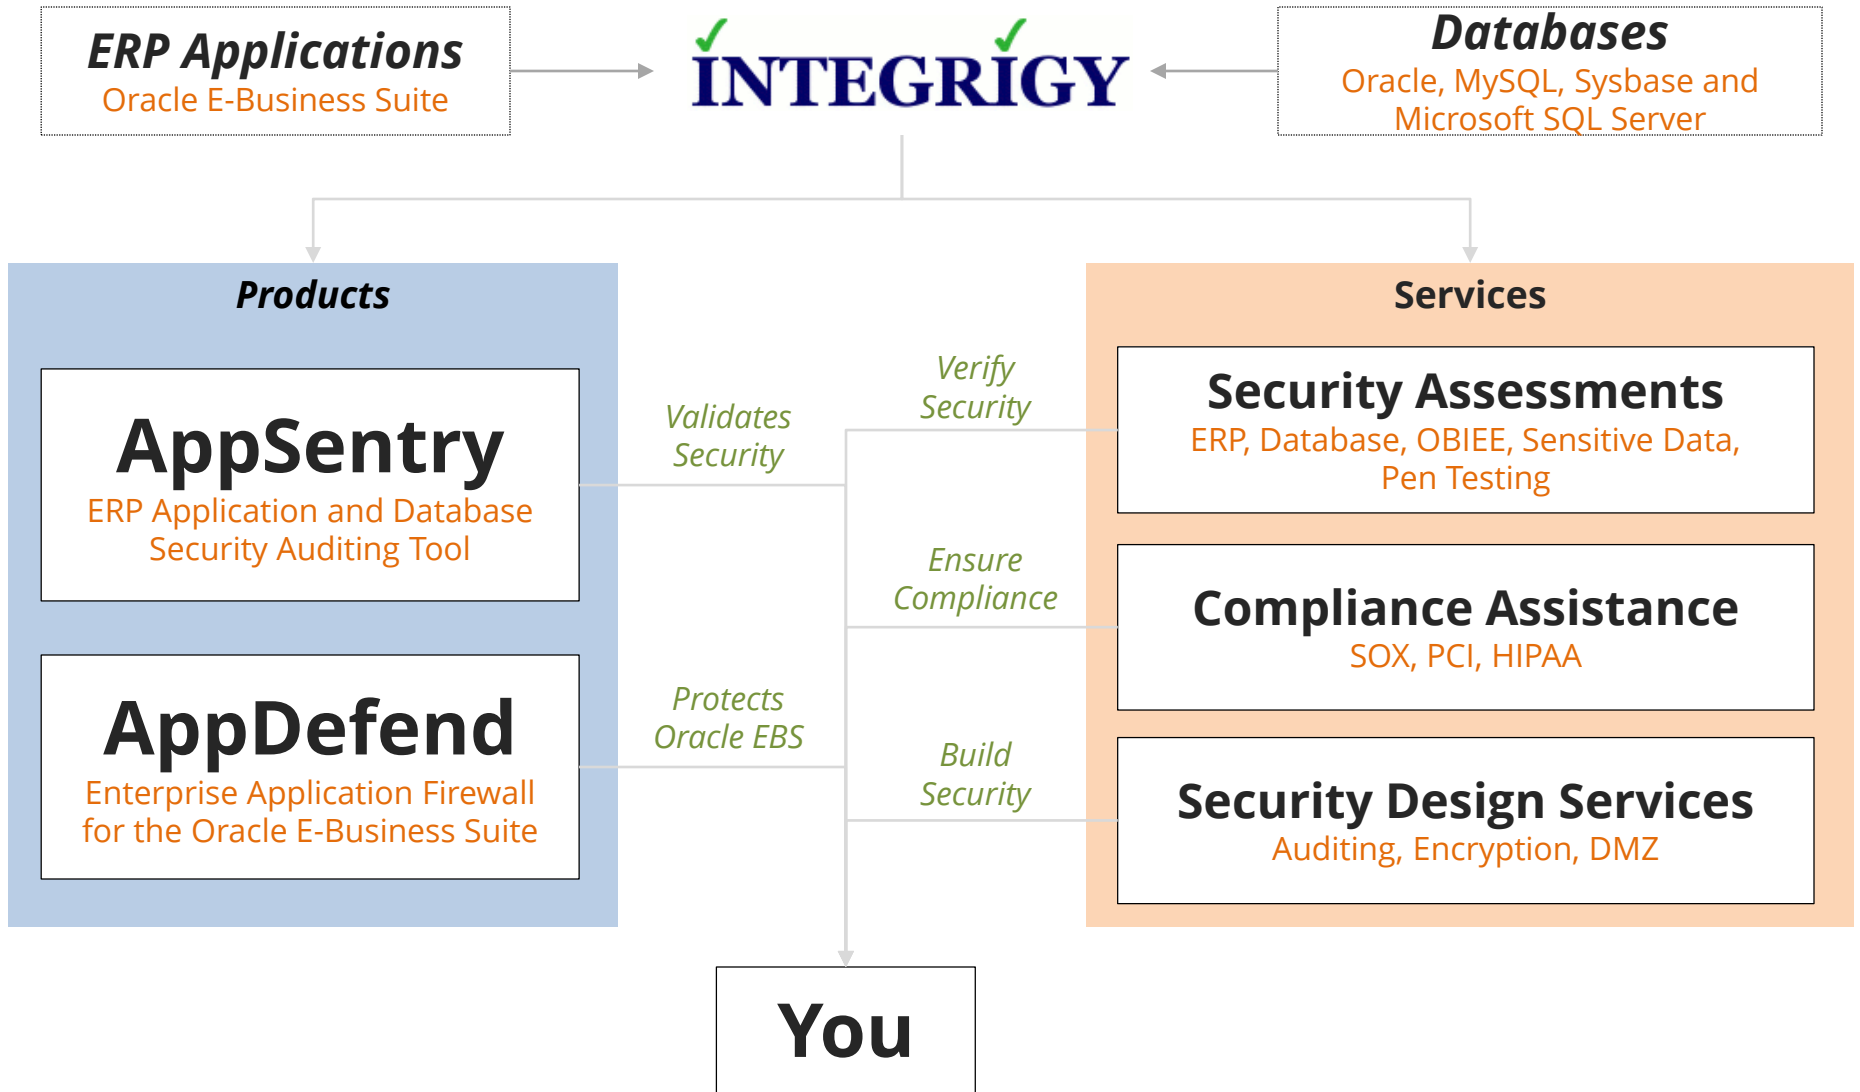 ERP Applications
Oracle E-Business Suite
INTEGRIGY
Databases
Oracle, MySQL, Sysbase and
Microsoft SQL Server
Products
AppSentry
ERP Application and Database
Security Auditing Tool
AppDefend
Enterprise Application Firewall
for the Oracle E-Business Suite
Validates
Security
Protects
Oracle EBS
Verify
Security
Ensure
Compliance
Build
Security
Services
Security Assessments
ERP, Database, OBIEE, Sensitive Data,
Pen Testing
Compliance Assistance
SOX, PCI, HIPAA
Security Design Services
Auditing, Encryption, DMZ
You